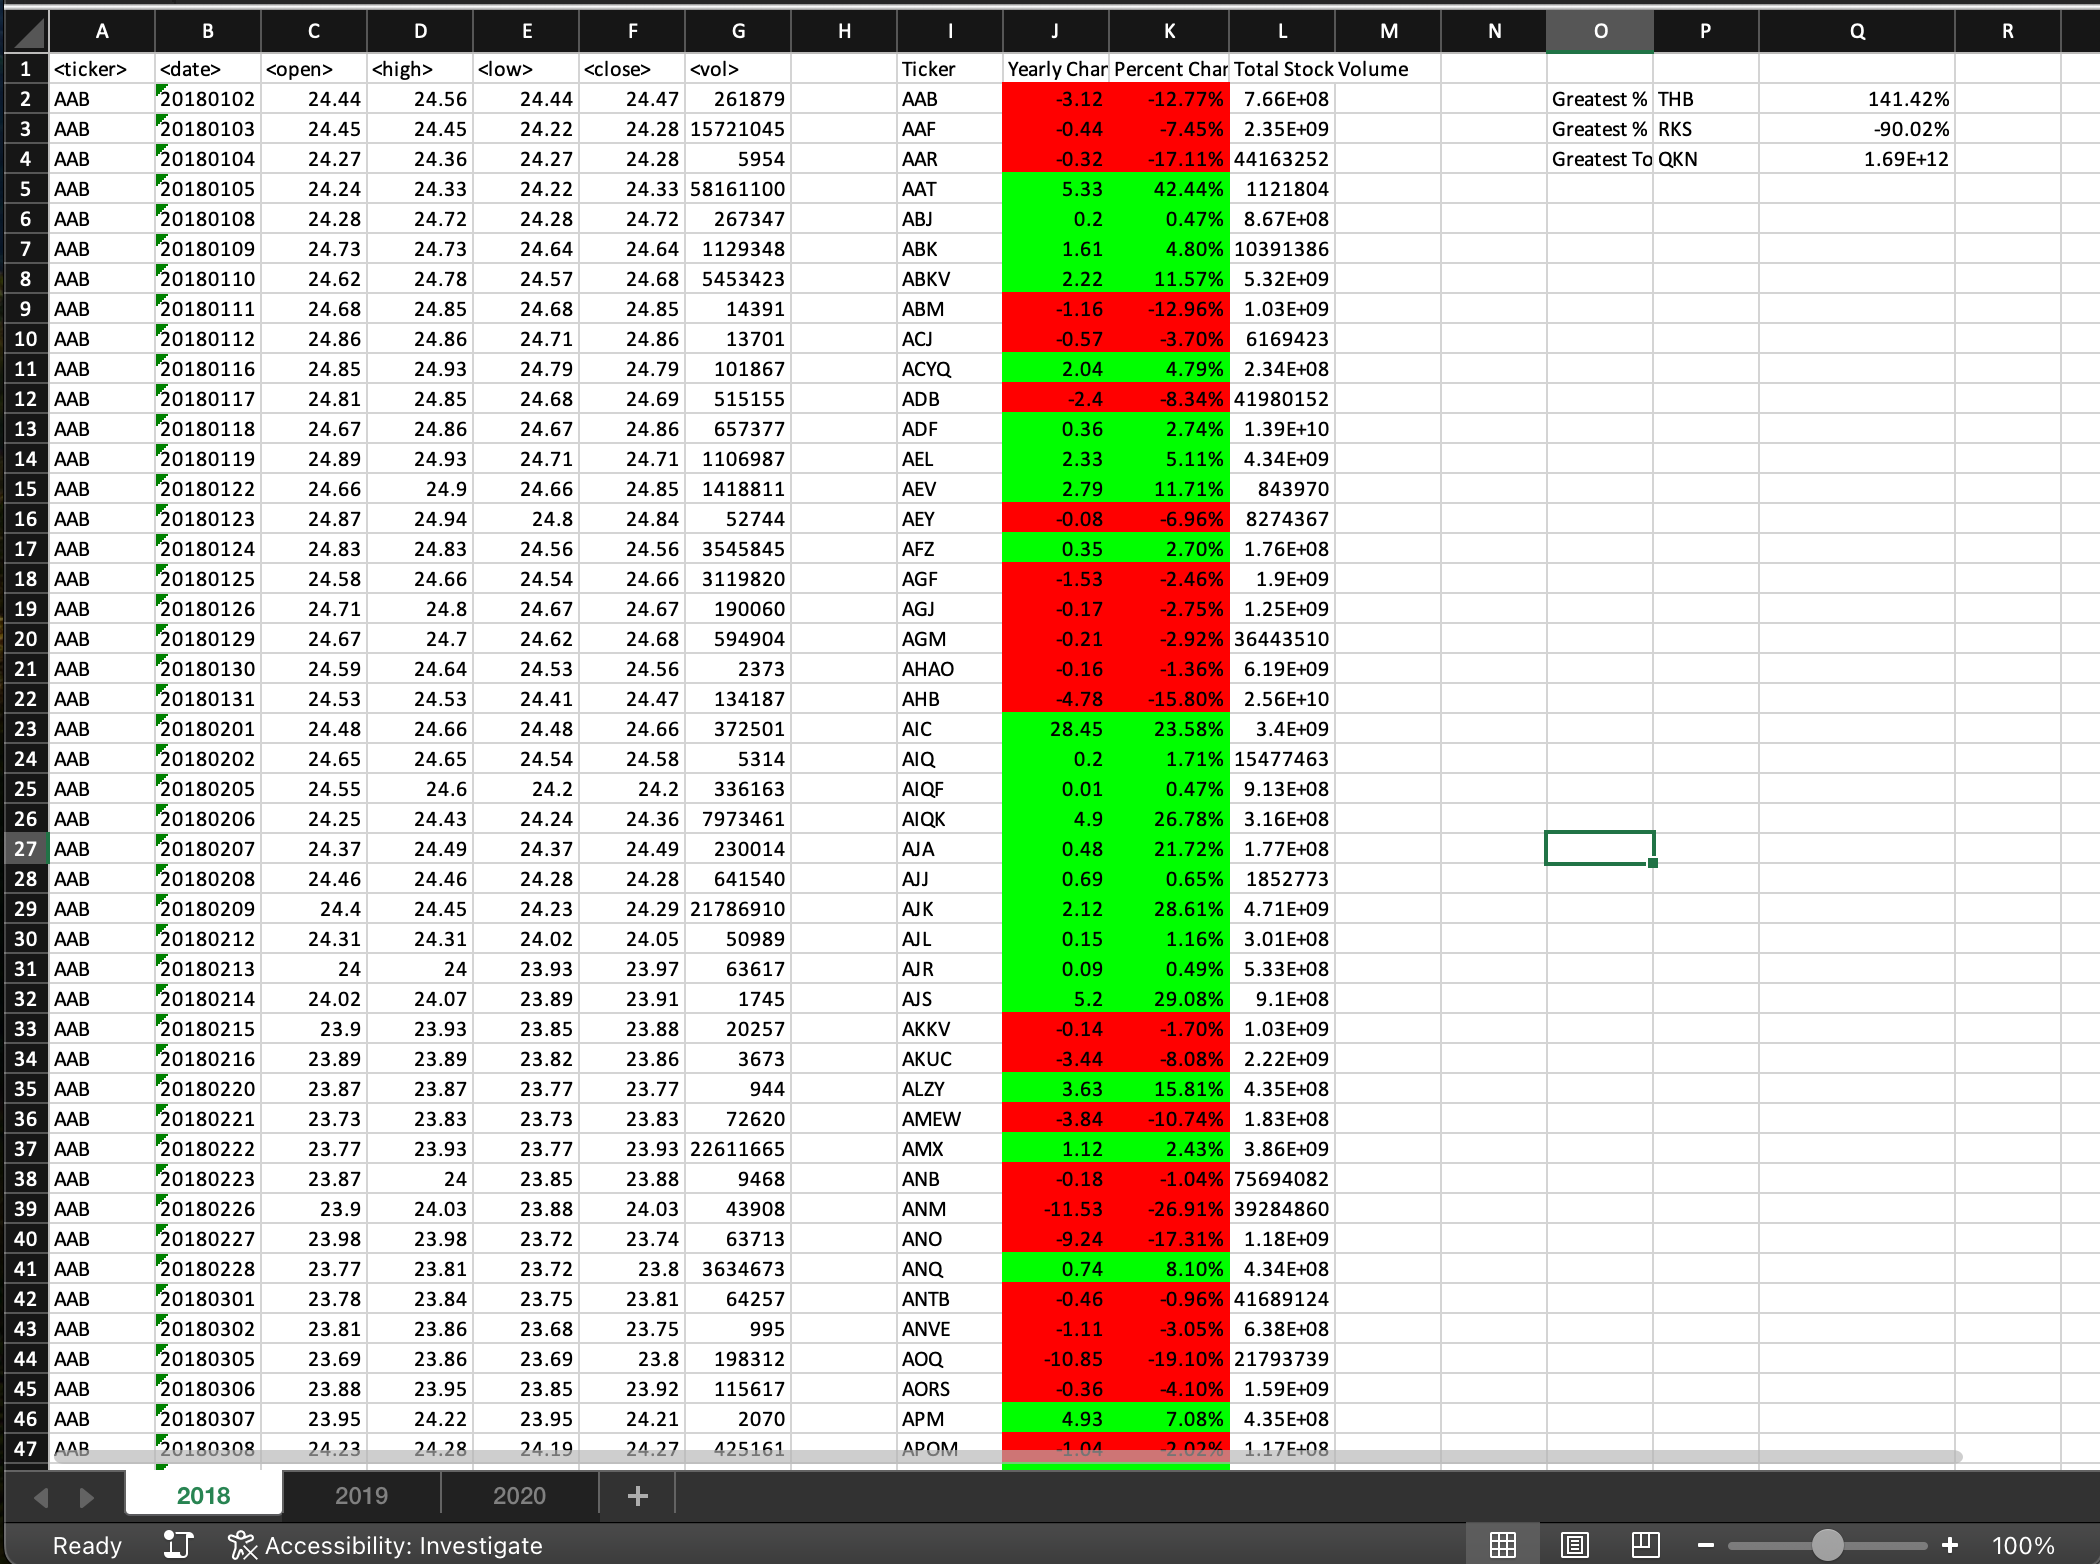 A B C D E F G H I J K L M N O P Q R
1 <ticker> <date> <open> <high> <low> <close> <vol> Ticker Yearly Char Percent Char Total Stock Volume
2 AAB 20180102 24.44 24.56 24.44 24.47 261879 AAB -3.12 -12.77% 7.66E+08 Greatest % THB 141.42%
3 AAB 20180103 24.45 24.45 24.22 24.28 15721045 AAF -0.44 -7.45% 2.35E+09 Greatest % RKS -90.02%
4 AAB 20180104 24.27 24.36 24.27 24.28 5954 AAR -0.32 -17.11% 44163252 Greatest To QKN 1.69E+12
5 AAB 20180105 24.24 24.33 24.22 24.33 58161100 AAT 5.33 42.44% 1121804
6 AAB 20180108 24.28 24.72 24.28 24.72 267347 ABJ 0.2 0.47% 8.67E+08
7 AAB 20180109 24.73 24.73 24.64 24.64 1129348 ABK 1.61 4.80% 10391386
8 AAB 20180110 24.62 24.78 24.57 24.68 5453423 ABKV 2.22 11.57% 5.32E+09
9 AAB 20180111 24.68 24.85 24.68 24.85 14391 ABM -1.16 -12.96% 1.03E+09
10 AAB 20180112 24.86 24.86 24.71 24.86 13701 ACJ -0.57 -3.70% 6169423
11 AAB 20180116 24.85 24.93 24.79 24.79 101867 ACYQ 2.04 4.79% 2.34E+08
12 AAB 20180117 24.81 24.85 24.68 24.69 515155 ADB -2.4 -8.34% 41980152
13 AAB 20180118 24.67 24.86 24.67 24.86 657377 ADF 0.36 2.74% 1.39E+10
14 AAB 20180119 24.89 24.93 24.71 24.71 1106987 AEL 2.33 5.11% 4.34E+09
15 AAB 20180122 24.66 24.9 24.66 24.85 1418811 AEV 2.79 11.71% 843970
16 AAB 20180123 24.87 24.94 24.8 24.84 52744 AEY -0.08 -6.96% 8274367
17 AAB 20180124 24.83 24.83 24.56 24.56 3545845 AFZ 0.35 2.70% 1.76E+08
18 AAB 20180125 24.58 24.66 24.54 24.66 3119820 AGF -1.53 -2.46% 1.9E+09
19 AAB 20180126 24.71 24.8 24.67 24.67 190060 AGJ -0.17 -2.75% 1.25E+09
20 AAB 20180129 24.67 24.7 24.62 24.68 594904 AGM -0.21 -2.92% 36443510
21 AAB 20180130 24.59 24.64 24.53 24.56 2373 AHAO -0.16 -1.36% 6.19E+09
22 AAB 20180131 24.53 24.53 24.41 24.47 134187 AHB -4.78 -15.80% 2.56E+10
23 AAB 20180201 24.48 24.66 24.48 24.66 372501 AIC 28.45 23.58% 3.4E+09
24 AAB 20180202 24.65 24.65 24.54 24.58 5314 AIQ 0.2 1.71% 15477463
25 AAB 20180205 24.55 24.6 24.2 24.2 336163 AIQF 0.01 0.47% 9.13E+08
26 AAB 20180206 24.25 24.43 24.24 24.36 7973461 AIQK 4.9 26.78% 3.16E+08
27 AAB 20180207 24.37 24.49 24.37 24.49 230014 AJA 0.48 21.72% 1.77E+08
28 AAB 20180208 24.46 24.46 24.28 24.28 641540 AJJ 0.69 0.65% 1852773
29 AAB 20180209 24.4 24.45 24.23 24.29 21786910 AJK 2.12 28.61% 4.71E+09
30 AAB 20180212 24.31 24.31 24.02 24.05 50989 AJL 0.15 1.16% 3.01E+08
31 AAB 20180213 24 24 23.93 23.97 63617 AJR 0.09 0.49% 5.33E+08
32 AAB 20180214 24.02 24.07 23.89 23.91 1745 AJS 5.2 29.08% 9.1E+08
33 AAB 20180215 23.9 23.93 23.85 23.88 20257 AKKV -0.14 -1.70% 1.03E+09
34 AAB 20180216 23.89 23.89 23.82 23.86 3673 AKUC -3.44 -8.08% 2.22E+09
35 AAB 20180220 23.87 23.87 23.77 23.77 944 ALZY 3.63 15.81% 4.35E+08
36 AAB 20180221 23.73 23.83 23.73 23.83 72620 AMEW -3.84 -10.74% 1.83E+08
37 AAB 20180222 23.77 23.93 23.77 23.93 22611665 AMX 1.12 2.43% 3.86E+09
38 AAB 20180223 23.87 24 23.85 23.88 9468 ANB -0.18 -1.04% 75694082
39 AAB 20180226 23.9 24.03 23.88 24.03 43908 ANM -11.53 -26.91% 39284860
40 AAB 20180227 23.98 23.98 23.72 23.74 63713 ANO -9.24 -17.31% 1.18E+09
41 AAB 20180228 23.77 23.81 23.72 23.8 3634673 ANQ 0.74 8.10% 4.34E+08
42 AAB 20180301 23.78 23.84 23.75 23.81 64257 ANTB -0.46 -0.96% 41689124
43 AAB 20180302 23.81 23.86 23.68 23.75 995 ANVE -1.11 -3.05% 6.38E+08
44 AAB 20180305 23.69 23.86 23.69 23.8 198312 AOQ -10.85 -19.10% 21793739
45 AAB 20180306 23.88 23.95 23.85 23.92 115617 AORS -0.36 -4.10% 1.59E+09
46 AAB 20180307 23.95 24.22 23.95 24.21 2070 APM 4.93 7.08% 4.35E+08
47 AAB 20180308 24.23 24.28 24.19 24.27 425161 APOM -1.04 -2.02% 1.17E+08
2018 2019 2020 +
Ready Accessibility: Investigate 100%